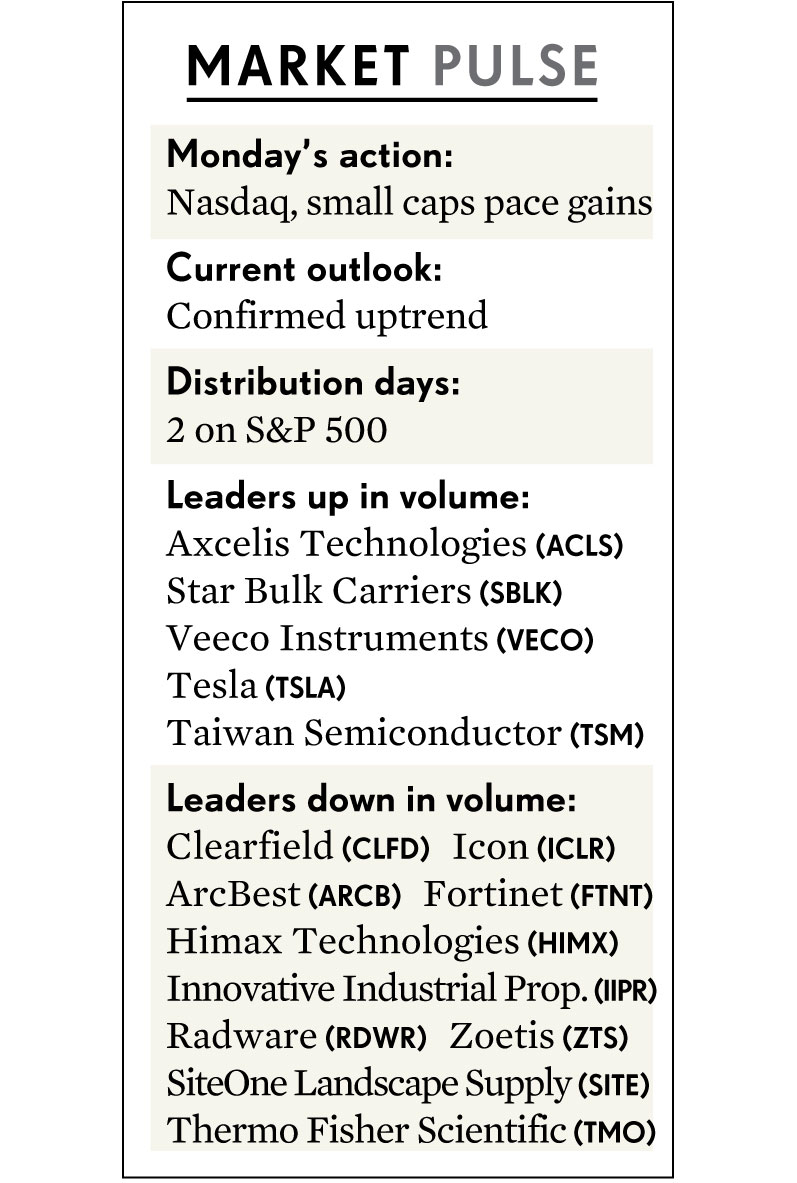 MARKET PULSE
Monday’s action:
Nasdaq, small caps pace gains
Current outlook:
Confirmed uptrend
Distribution days:
2 on S&P 500
Leaders up in volume:
Axcelis Technologies (ACLS)
Star Bulk Carriers (SBLK)
Veeco Instruments (VECO)
Tesla (TSLA)
Taiwan Semiconductor (TSM)
Leaders down in volume:
Clearfield (CLFD) Icon (ICLR)
ArcBest (ARCB) Fortinet (FTNT)
Himax Technologies (HIMX)
Innovative Industrial Prop. (IIPR)
Radware (RDWR) Zoetis (ZTS)
SiteOne Landscape Supply (SITE)
Thermo Fisher Scientific (TMO)